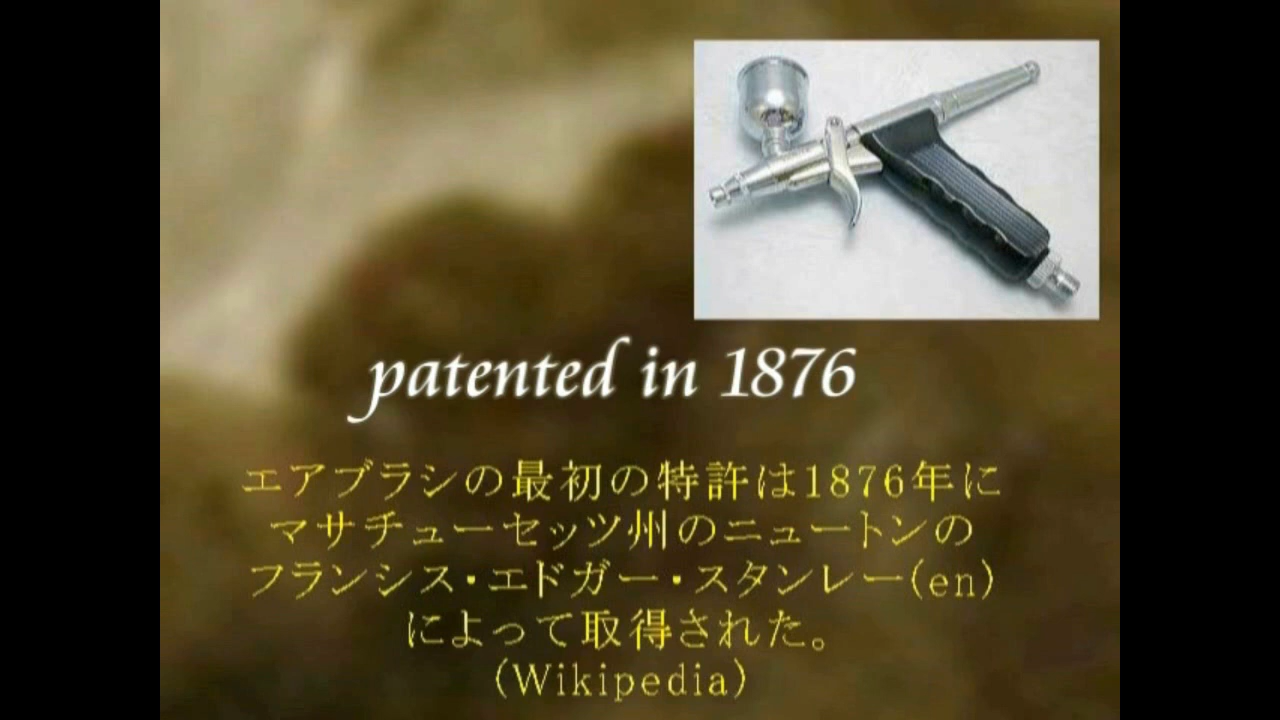 patented in 1876
エアブラシの最初の特許は1876年に
マサチューセッツ州のニュートンの
フランシス・エドガー・スタンレー(en)
によって取得された。
(Wikipedia)